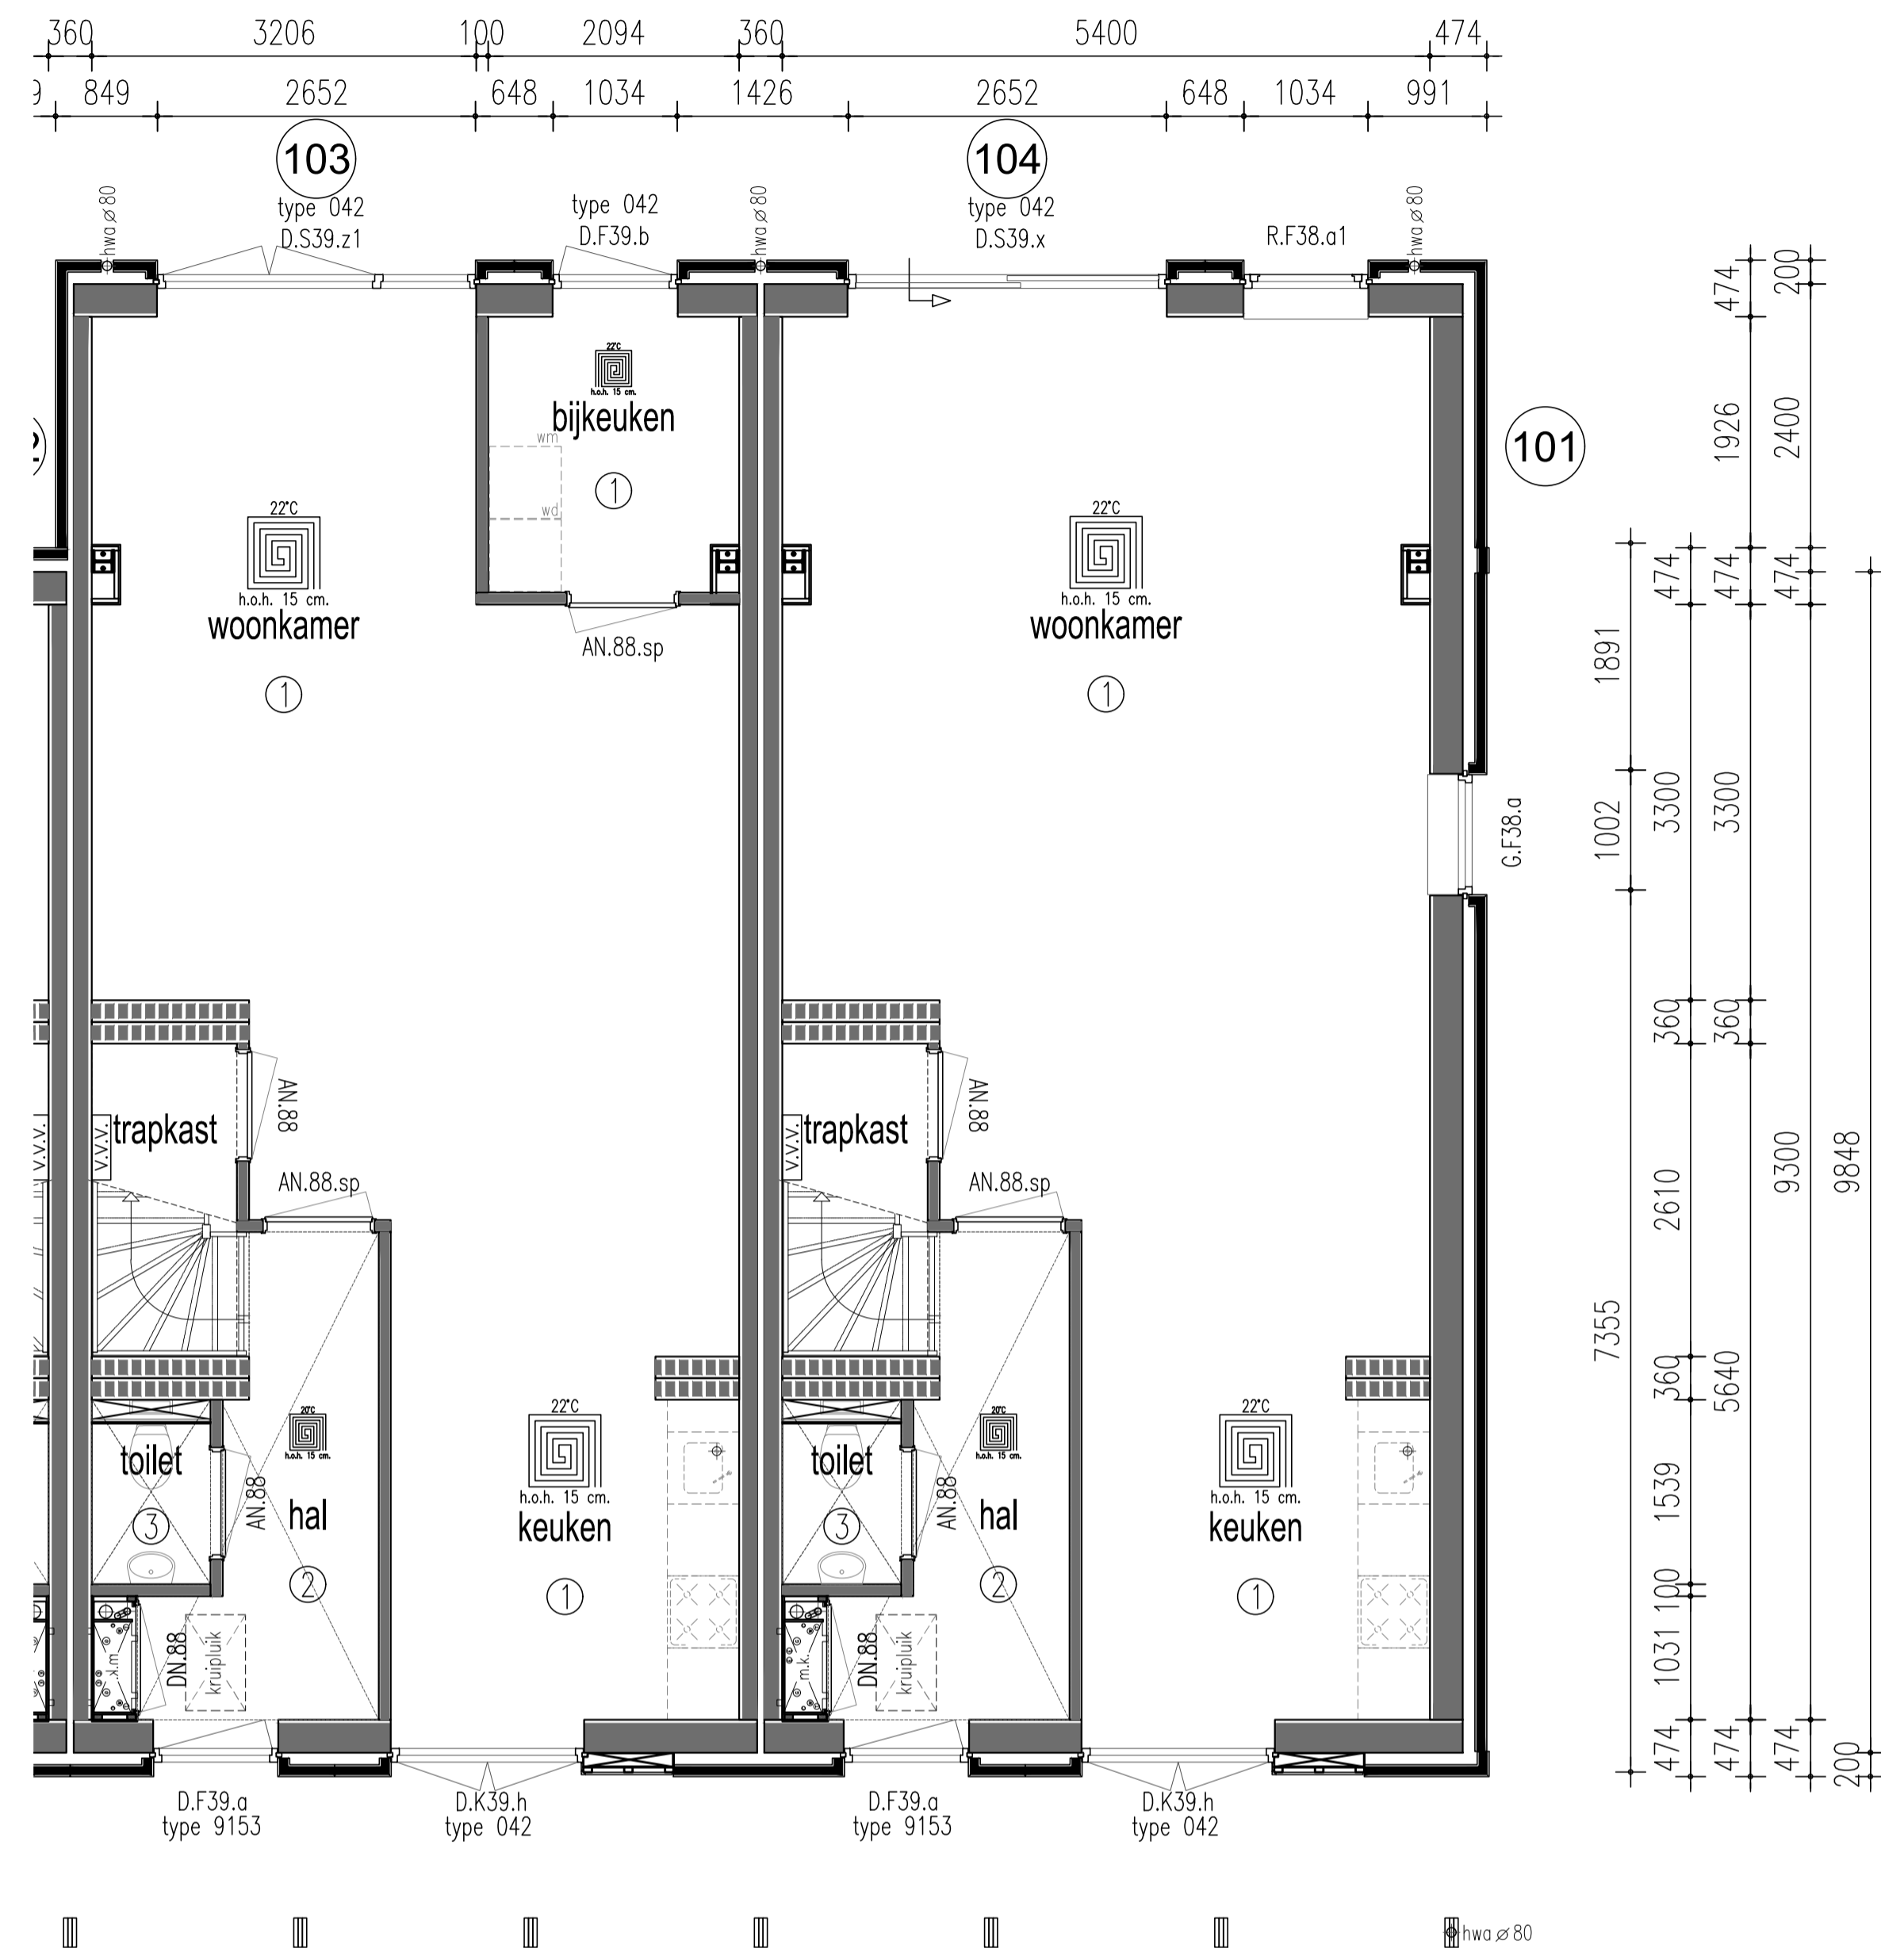 360 3206 100 2094 360 5400 474
9 849 2652 648 1034 1426 2652 648 1034 991
103
104
type 042
D.S39.z1
type 042
D.F39.b
type 042
D.S39.x
R.F38.a1
hwa ⌀ 80
hwa ⌀ 80
hwa ⌀ 80
22°C
h.o.h. 15 cm.
bijkeuken
wm
wd
1
101
22°C
h.o.h. 15 cm.
woonkamer
1
AN.88.sp
22°C
h.o.h. 15 cm.
woonkamer
1
G.F38.a
474 200
1926 2400
474 474 474
1891
1002 3300 3300
360 360
2610 9300 9848
7355
360 5640
1539
100
1031
474 474 474 200
AN.88
AN.88
v.v.v.
v.v.v.
trapkast
v.v.v.
trapkast
AN.88.sp
AN.88.sp
20°C
h.o.h. 15 cm.
22°C
h.o.h. 15 cm.
20°C
h.o.h. 15 cm.
22°C
h.o.h. 15 cm.
toilet
3
AN.88
hal
2
keuken
1
toilet
3
AN.88
hal
2
keuken
1
m.k.
DN.88
kruipluik
m.k.
DN.88
kruipluik
D.F39.a
type 9153
D.K39.h
type 042
D.F39.a
type 9153
D.K39.h
type 042
hwa ⌀ 80